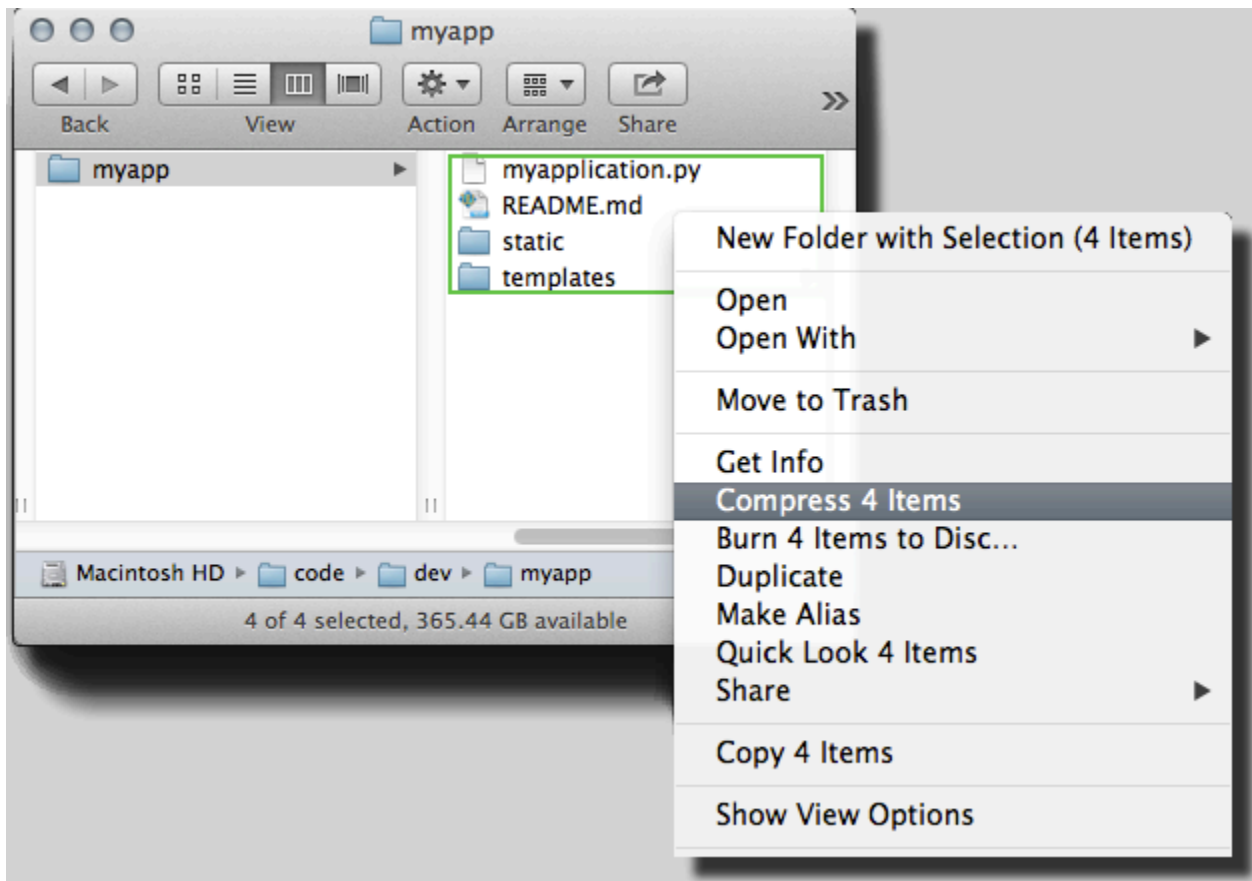 myapp
Back View Action Arrange Share
myapp
myapplication.py
README.md
static
templates
Macintosh HD code dev myapp
4 of 4 selected, 365.44 GB available
New Folder with Selection (4 Items)
Open
Open With
Move to Trash
Get Info
Compress 4 Items
Burn 4 Items to Disc...
Duplicate
Make Alias
Quick Look 4 Items
Share
Copy 4 Items
Show View Options